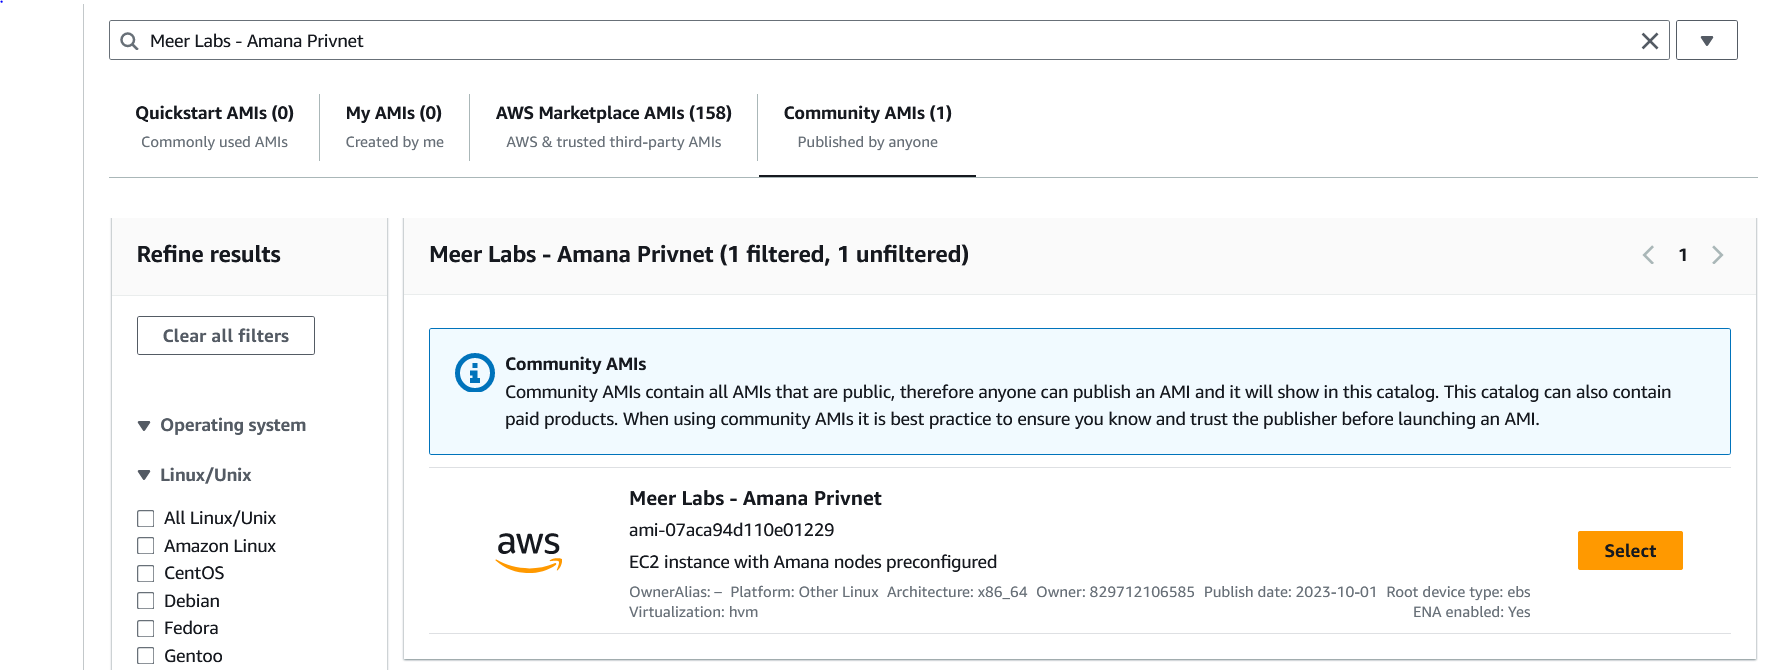 Meer Labs - Amana Privnet
Quickstart AMIs (0)
Commonly used AMIs
My AMIs (0)
Created by me
AWS Marketplace AMIs (158)
AWS & trusted third-party AMIs
Community AMIs (1)
Published by anyone
Refine results
Clear all filters
Operating system
Linux/Unix
All Linux/Unix
Amazon Linux
CentOS
Debian
Fedora
Gentoo
Meer Labs - Amana Privnet (1 filtered, 1 unfiltered)
1
Community AMIs
Community AMIs contain all AMIs that are public, therefore anyone can publish an AMI and it will show in this catalog. This catalog can also contain
paid products. When using community AMIs it is best practice to ensure you know and trust the publisher before launching an AMI.
aws
Meer Labs - Amana Privnet
ami-07aca94d110e01229
EC2 instance with Amana nodes preconfigured
OwnerAlias: – Platform: Other Linux Architecture: x86_64 Owner: 829712106585 Publish date: 2023-10-01 Root device type: ebs
Virtualization: hvm ENA enabled: Yes
Select